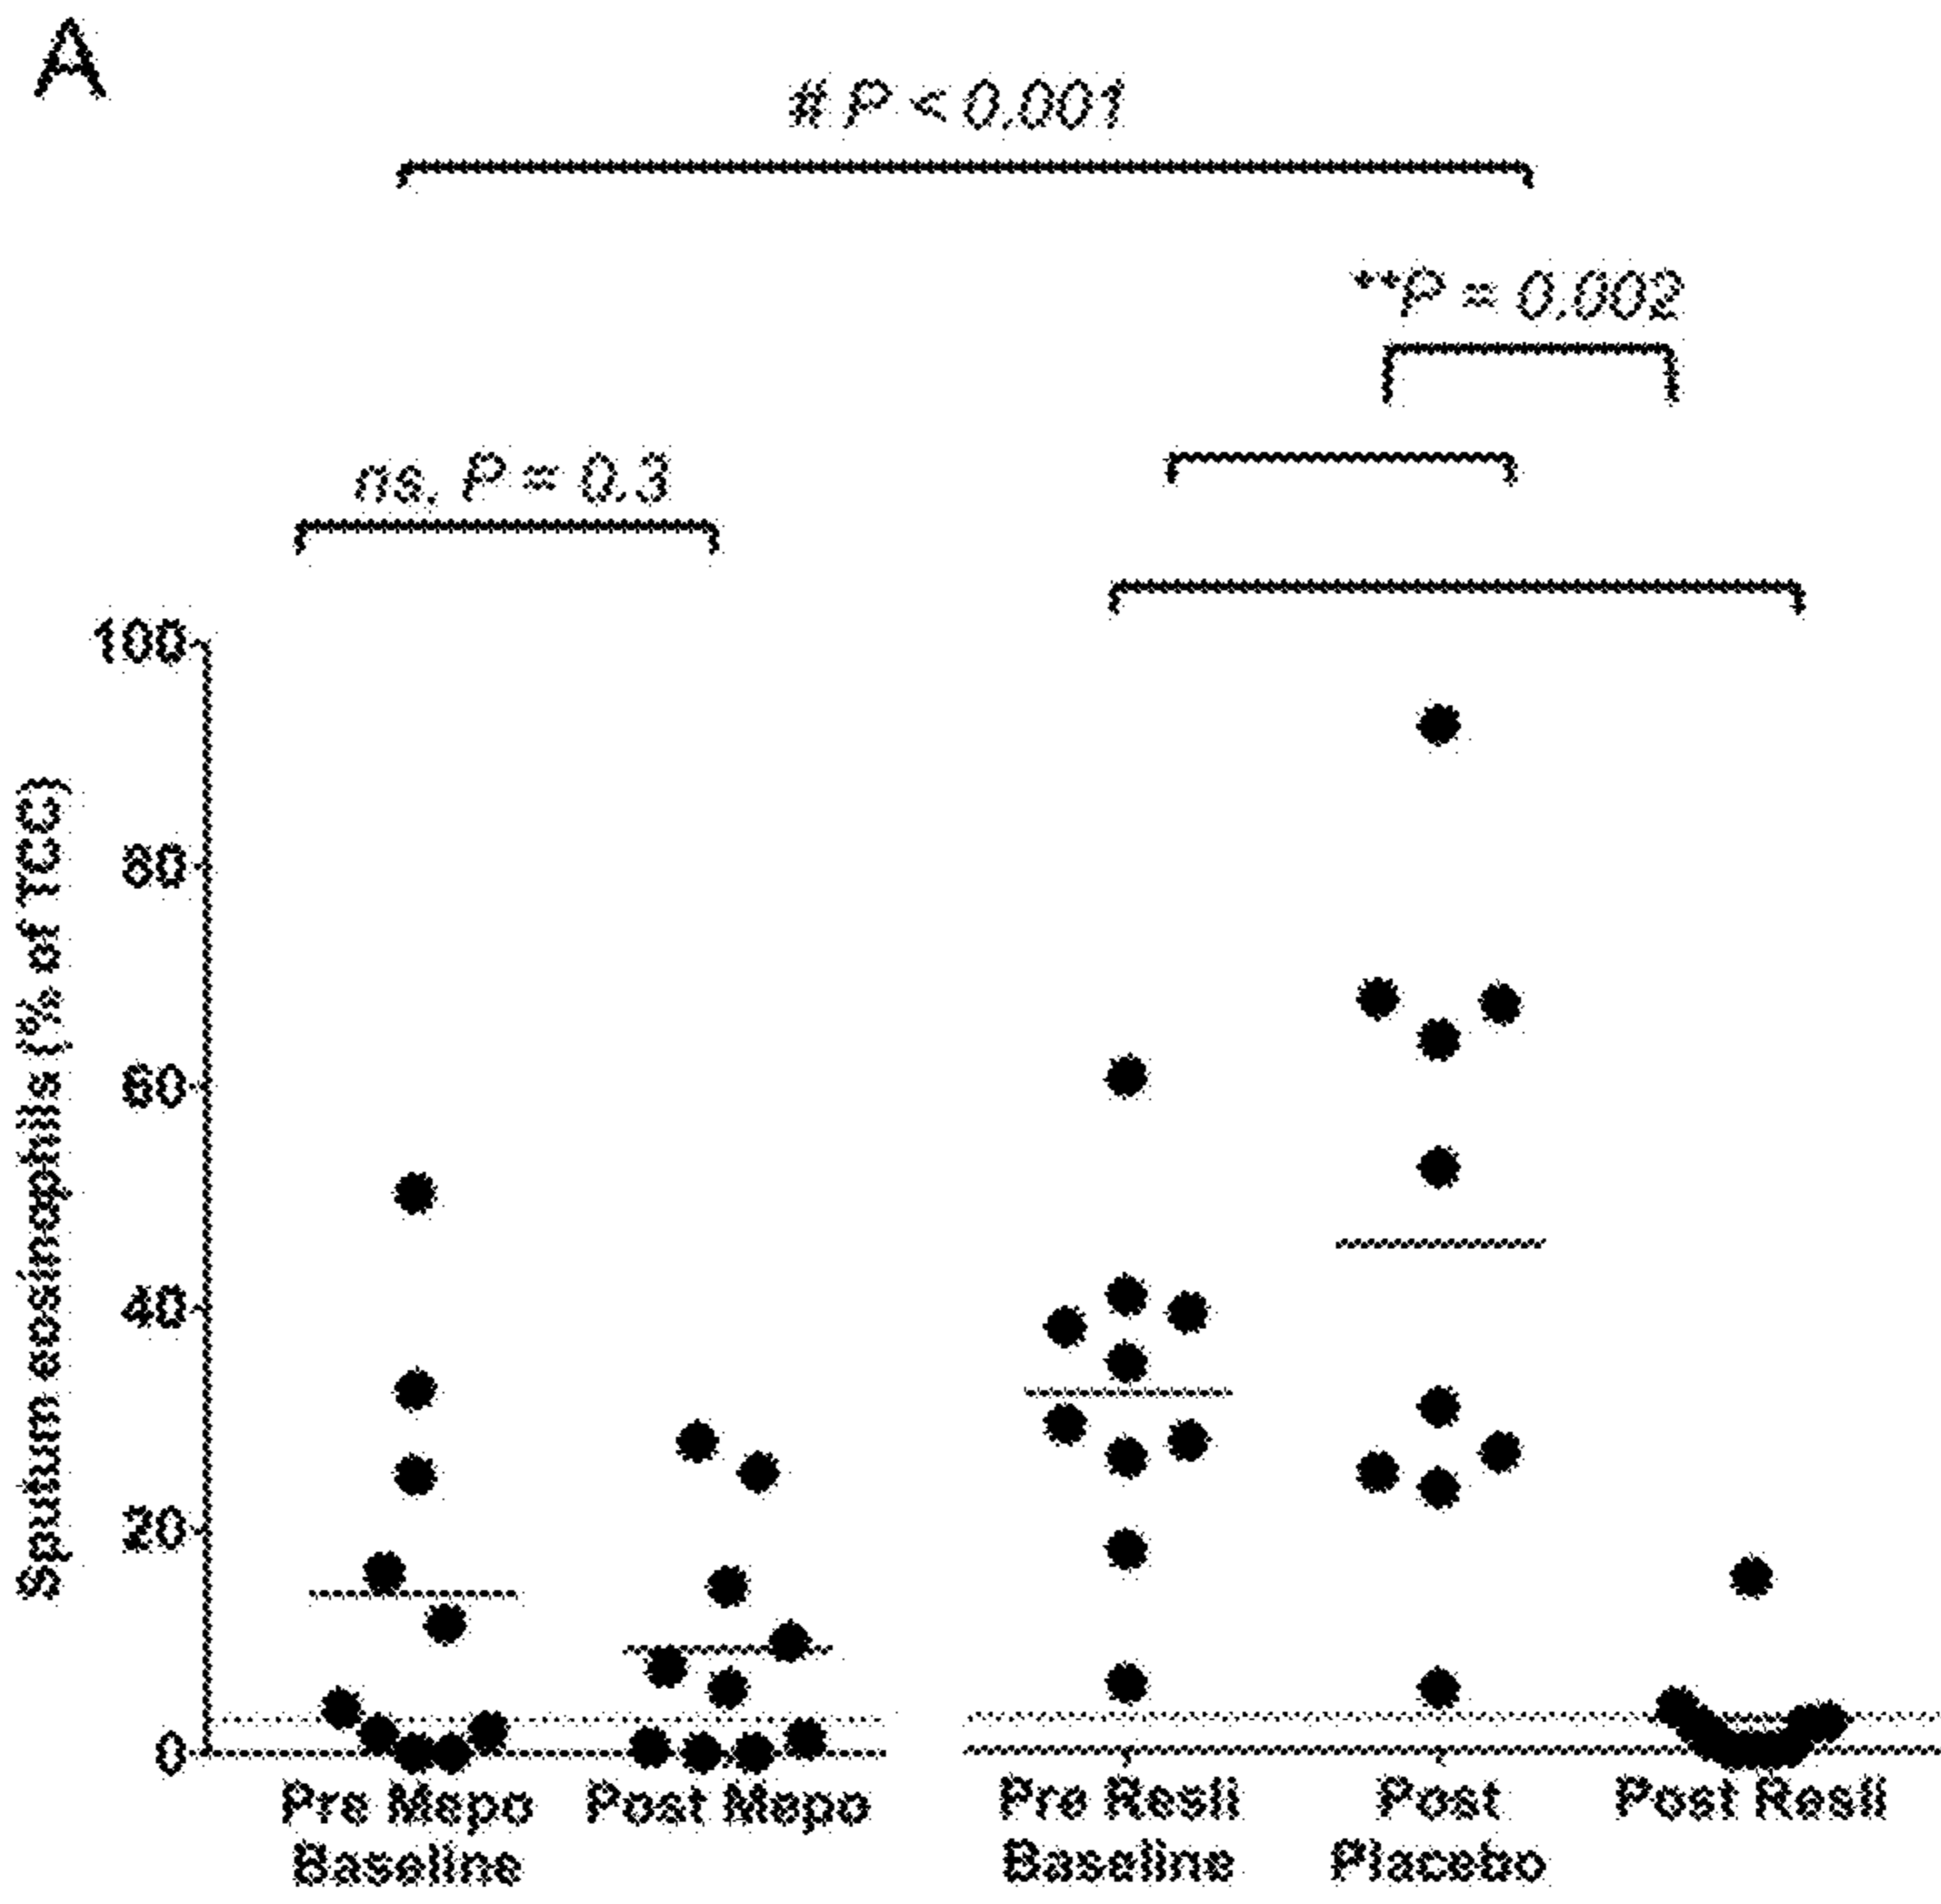 A
# P < 0.001
**P = 0.002
ns, P = 0.3
Sputum eosinophils (% of TCC)
100
80
60
40
20
0
Pre Mepo
Baseline
Post Mepo
Pre Resli
Baseline
Post
Placebo
Post Resli